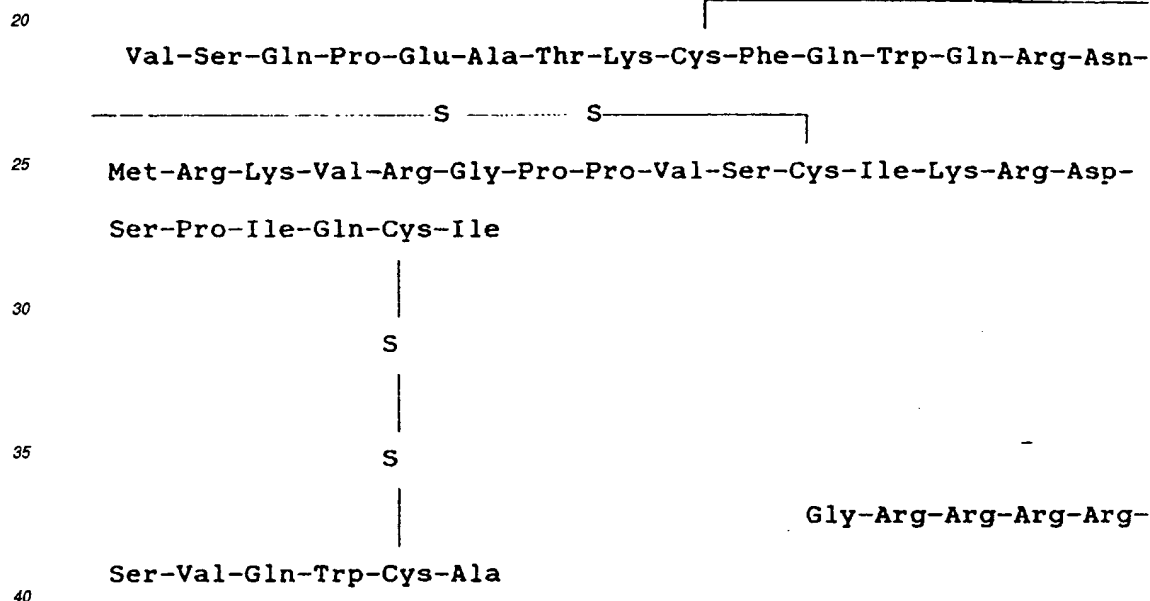 20
Val-Ser-Gln-Pro-Glu-Ala-Thr-Lys-Cys-Phe-Gln-Trp-Gln-Arg-Asn-
S S
25 Met-Arg-Lys-Val-Arg-Gly-Pro-Pro-Val-Ser-Cys-Ile-Lys-Arg-Asp-
Ser-Pro-Ile-Gln-Cys-Ile
30
S
35 S
Gly-Arg-Arg-Arg-Arg-
Ser-Val-Gln-Trp-Cys-Ala
40